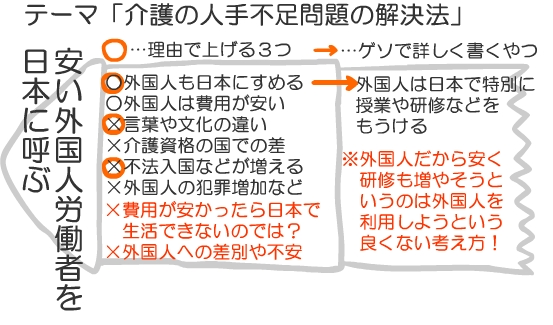 テーマ「介護の人手不足問題の解決法」
○…理由で上げる３つ
→…ゲソで詳しく書くやつ
安い外国人労働者を
日本に呼ぶ
○外国人も日本にすめる
○外国人は費用が安い
×言葉や文化の違い
×介護資格の国での差
×不法入国などが増える
×外国人の犯罪増加など
×費用が安かったら日本で
生活できないのでは？
×外国人への差別や不安
→外国人は日本で特別に
授業や研修などを
もうける
※外国人だから安く
研修も増やそうと
いうのは外国人を
利用しようという
良くない考え方！